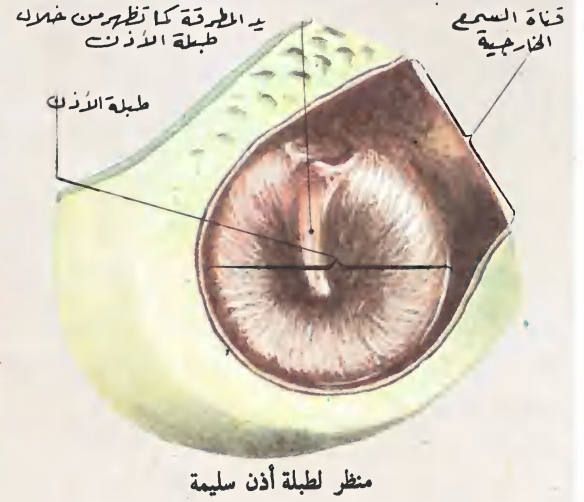 قناة السمع
الخارجية
يد المطرقة كما تظهر من خلال
طبلة الأذن
طبلة الأذن
منظر لطبلة أذن سليمة